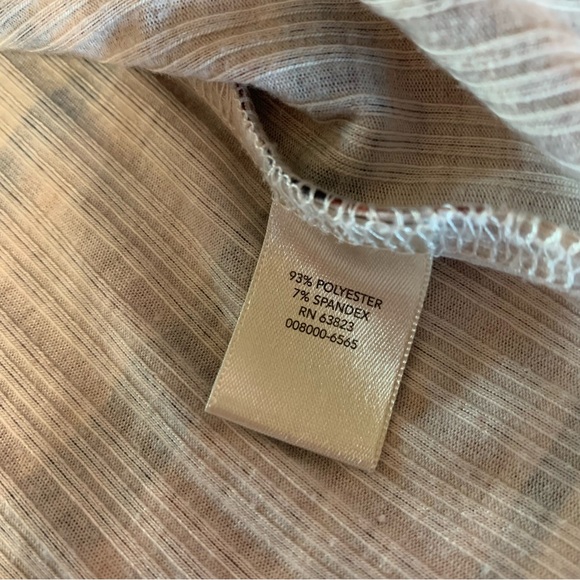 93% POLYESTER
7% SPANDEX
RN 63823
008000-6565